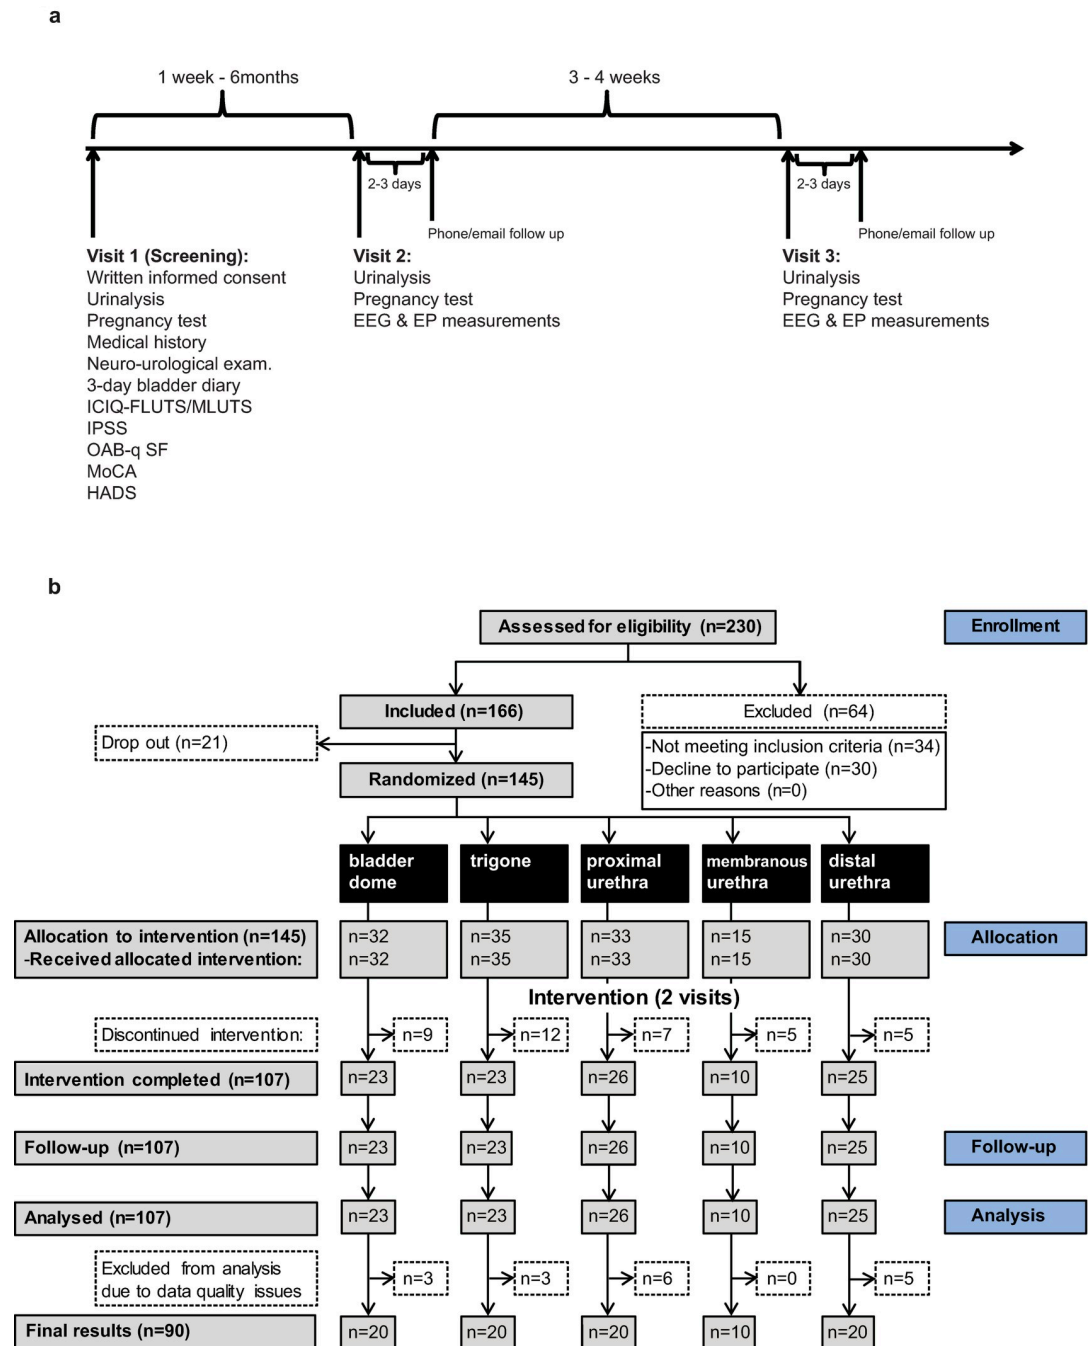 a
1 week - 6months
3 - 4 weeks
2-3 days
2-3 days
Phone/email follow up
Phone/email follow up
Visit 1 (Screening):
Written informed consent
Urinalysis
Pregnancy test
Medical history
Neuro-urological exam.
3-day bladder diary
ICIQ-FLUTS/MLUTS
IPSS
OAB-q SF
MoCA
HADS
Visit 2:
Urinalysis
Pregnancy test
EEG & EP measurements
Visit 3:
Urinalysis
Pregnancy test
EEG & EP measurements
b
Assessed for eligibility (n=230)
Enrollment
Included (n=166)
Excluded (n=64)
Drop out (n=21)
-Not meeting inclusion criteria (n=34)
-Decline to participate (n=30)
-Other reasons (n=0)
Randomized (n=145)
bladder
dome
trigone
proximal
urethra
membranous
urethra
distal
urethra
Allocation to intervention (n=145)
-Received allocated intervention:
n=32
n=32
n=35
n=35
n=33
n=33
n=15
n=15
n=30
n=30
Allocation
Intervention (2 visits)
Discontinued intervention:
n=9
n=12
n=7
n=5
n=5
Intervention completed (n=107)
n=23
n=23
n=26
n=10
n=25
Follow-up (n=107)
n=23
n=23
n=26
n=10
n=25
Follow-up
Analysed (n=107)
n=23
n=23
n=26
n=10
n=25
Analysis
Excluded from analysis
due to data quality issues
n=3
n=3
n=6
n=0
n=5
Final results (n=90)
n=20
n=20
n=20
n=10
n=20